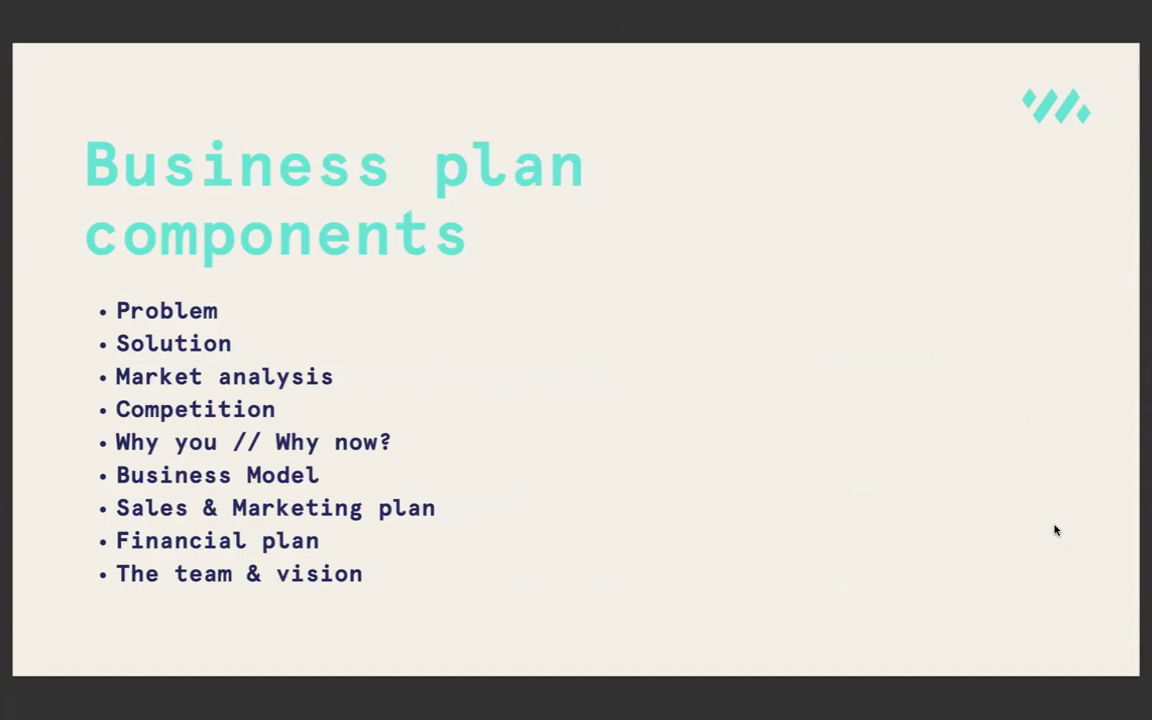 Business plan
components
• Problem
• Solution
• Market analysis
• Competition
• Why you // Why now?
• Business Model
• Sales & Marketing plan
• Financial plan
• The team & vision